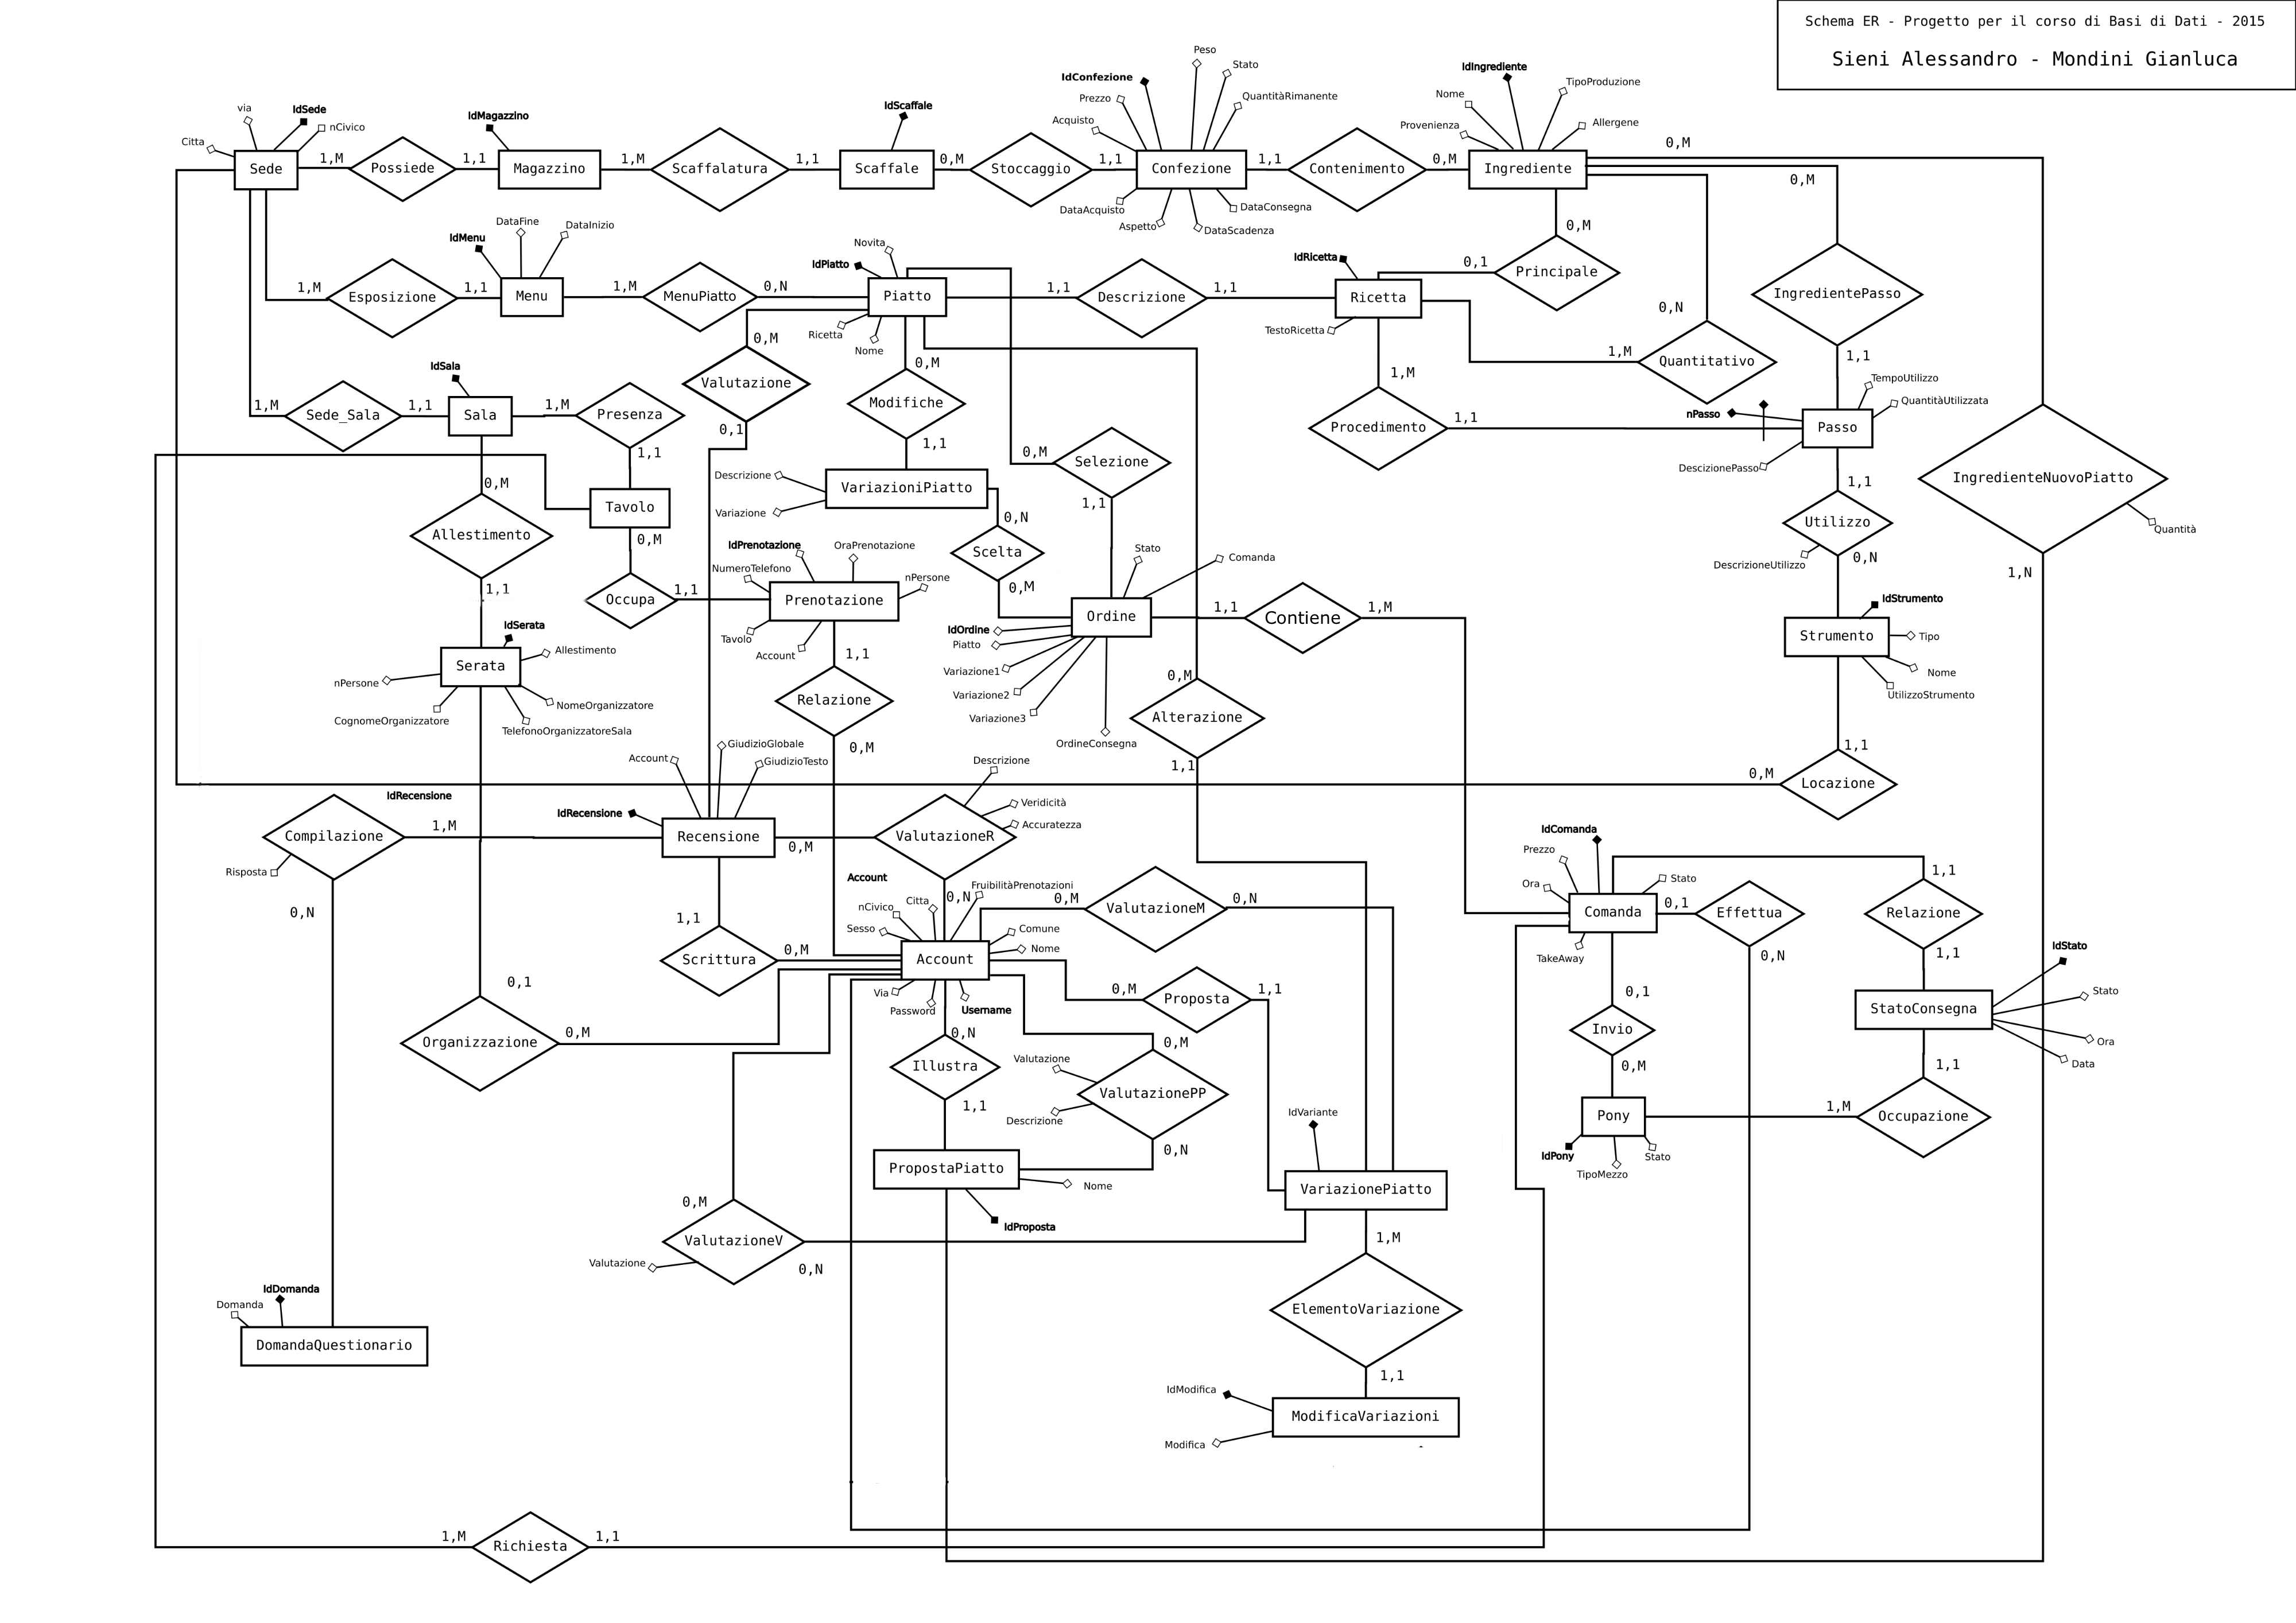 Schema ER - Progetto per il corso di Basi di Dati - 2015
Sieni Alessandro - Mondini Gianluca
Peso
Stato
IdConfezione
Prezzo
QuantitàRimanente
Acquisto
IdIngrediente
TipoProduzione
Nome
Provenienza
Allergene
via
IdSede
nCivico
Citta
IdMagazzino
IdScaffale
Sede
1,M
Possiede
1,1
Magazzino
1,M
Scaffalatura
1,1
Scaffale
0,M
Stoccaggio
1,1
Confezione
1,1
Contenimento
0,M
Ingrediente
0,M
0,M
DataAcquisto
Aspetto
DataScadenza
DataConsegna
0,M
DataFine
DataInizio
IdMenu
Novita
IdPiatto
IdRicetta
0,1
Principale
IngredientePasso
1,M
Esposizione
1,1
Menu
1,M
MenuPiatto
0,N
Piatto
1,1
Descrizione
1,1
Ricetta
0,N
Ricetta
Nome
TestoRicetta
0,M
0,M
1,M
Quantitativo
1,1
IdSala
Valutazione
Modifiche
1,M
TempoUtilizzo
QuantitàUtilizzata
nPasso
1,M
Sede_Sala
1,1
Sala
1,M
Presenza
0,1
1,1
Procedimento
1,1
Passo
1,1
0,M
Selezione
DescizionePasso
Descrizione
VariazioniPiatto
Variazione
IngredienteNuovoPiatto
Quantità
0,M
Tavolo
1,1
1,1
Allestimento
0,M
0,N
Utilizzo
IdPrenotazione
OraPrenotazione
Scelta
Stato
Comanda
DescrizioneUtilizzo
0,N
NumeroTelefono
nPersone
1,N
1,1
Occupa
1,1
Prenotazione
0,M
Ordine
1,1
Contiene
1,M
IdStrumento
Tavolo
Account
IdOrdine
Piatto
Strumento
Tipo
IdSerata
Allestimento
1,1
Variazione1
Nome
Serata
nPersone
Variazione2
UtilizzoStrumento
NomeOrganizzatore
CognomeOrganizzatore
TelefonoOrganizzatoreSala
Relazione
Variazione3
0,M
Alterazione
OrdineConsegna
0,M
1,1
1,1
Account
GiudizioGlobale
GiudizioTesto
Descrizione
0,M
Locazione
IdRecensione
IdRecensione
Veridicità
Accuratezza
Compilazione
1,M
Recensione
0,M
ValutazioneR
IdComanda
Prezzo
Risposta
Ora
Stato
1,1
Account
FruibilitàPrenotazioni
nCivico
Citta
0,N
0,M
ValutazioneM
0,N
0,N
1,1
Sesso
Comune
Nome
Comanda
0,1
Effettua
Relazione
TakeAway
0,N
1,1
IdStato
Scrittura
0,M
Account
Via
Password
Username
0,M
Proposta
1,1
0,1
StatoConsegna
Stato
Ora
Data
0,1
Organizzazione
0,M
0,N
Invio
0,M
Illustra
Valutazione
0,M
1,1
1,1
ValutazionePP
Descrizione
IdVariante
Pony
1,M
Occupazione
0,N
IdPony
TipoMezzo
Stato
PropostaPiatto
Nome
IdProposta
VariazionePiatto
0,M
ValutazioneV
Valutazione
0,N
1,M
IdDomanda
Domanda
ElementoVariazione
DomandaQuestionario
1,1
IdModifica
ModificaVariazioni
Modifica
1,M
Richiesta
1,1